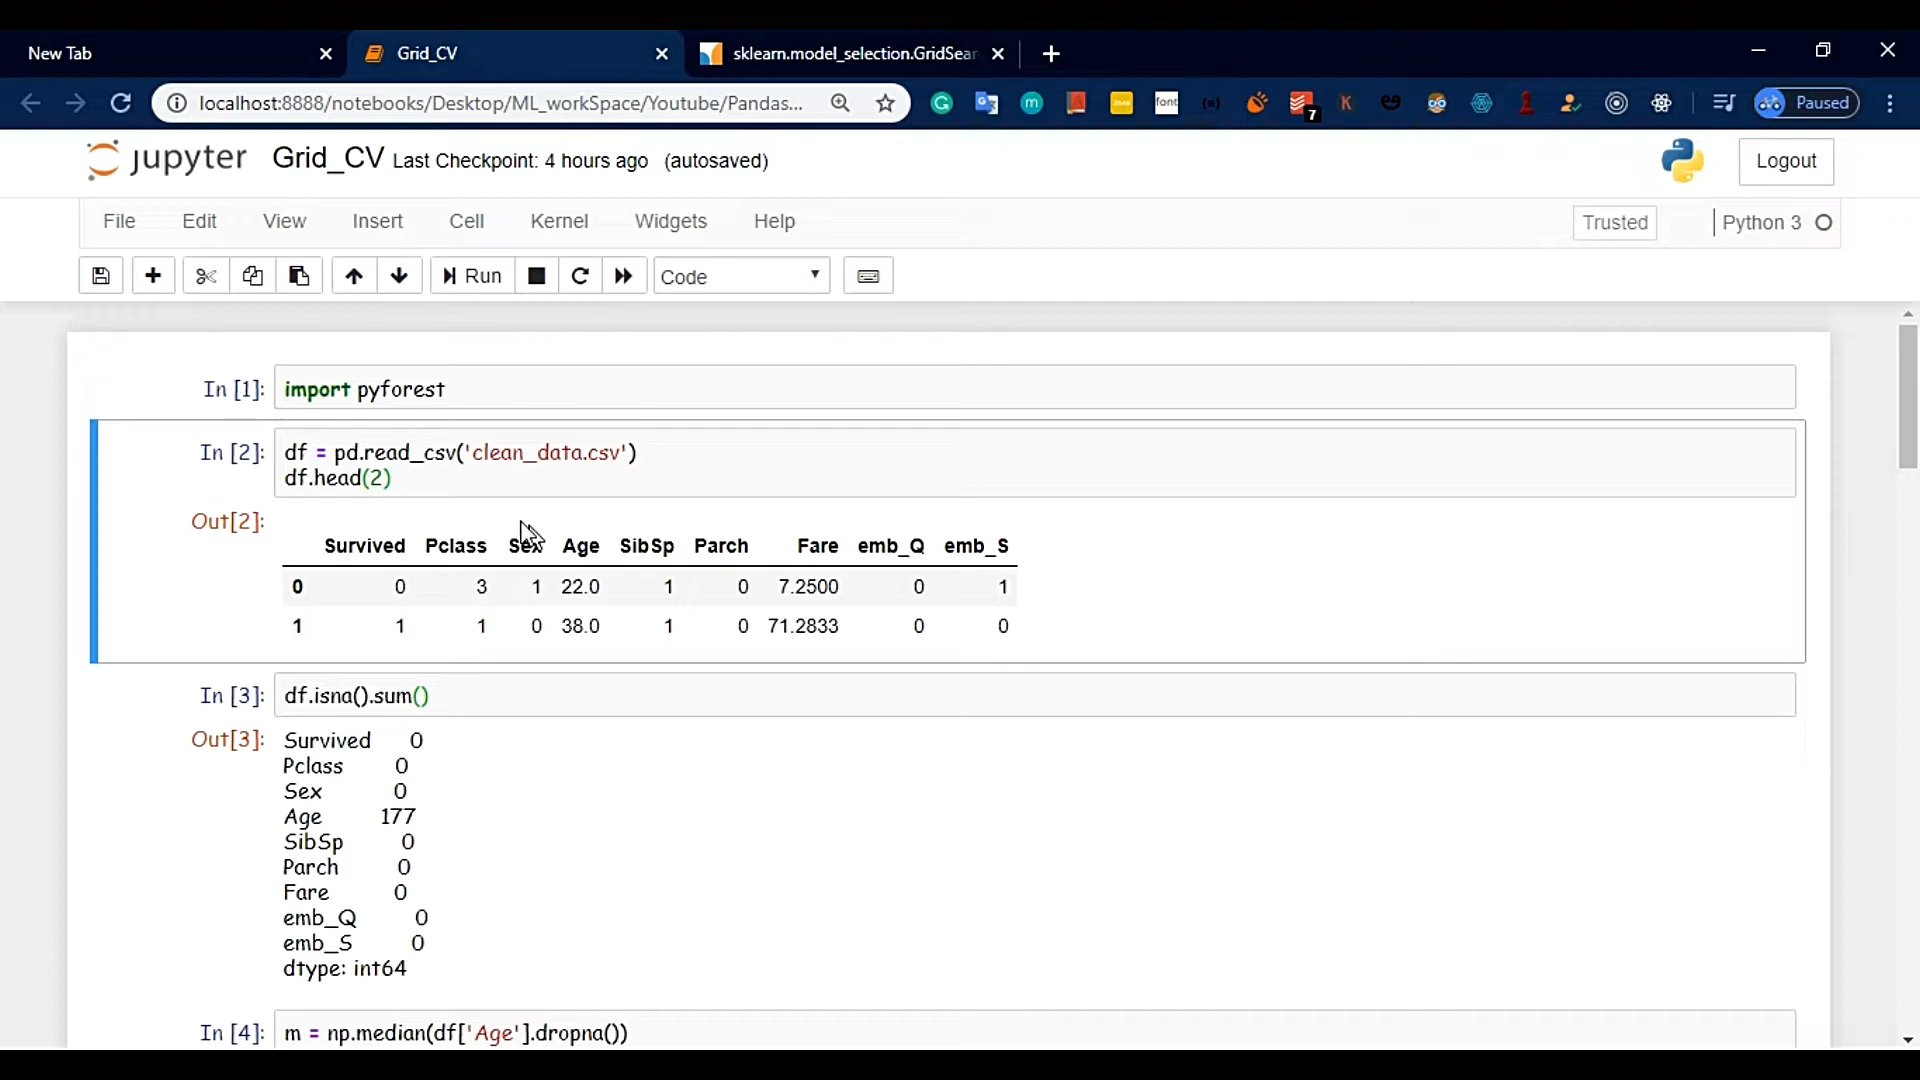 New Tab
Grid_CV
sklearn.model_selection.GridSear
localhost:8888/notebooks/Desktop/ML_workSpace/Youtube/Pandas...
font
7
K
Paused
jupyter Grid_CV Last Checkpoint: 4 hours ago (autosaved)
Logout
File Edit View Insert Cell Kernel Widgets Help
Trusted
Python 3
Run
Code
In [1]: import pyforest
In [2]: df = pd.read_csv('clean_data.csv')
df.head(2)
Out[2]:
Survived Pclass Sex Age SibSp Parch Fare emb_Q emb_S
0 0 3 1 22.0 1 0 7.2500 0 1
1 1 1 0 38.0 1 0 71.2833 0 0
In [3]: df.isna().sum()
Out[3]: Survived 0
Pclass 0
Sex 0
Age 177
SibSp 0
Parch 0
Fare 0
emb_Q 0
emb_S 0
dtype: int64
In [4]: m = np.median(df['Age'].dropna())